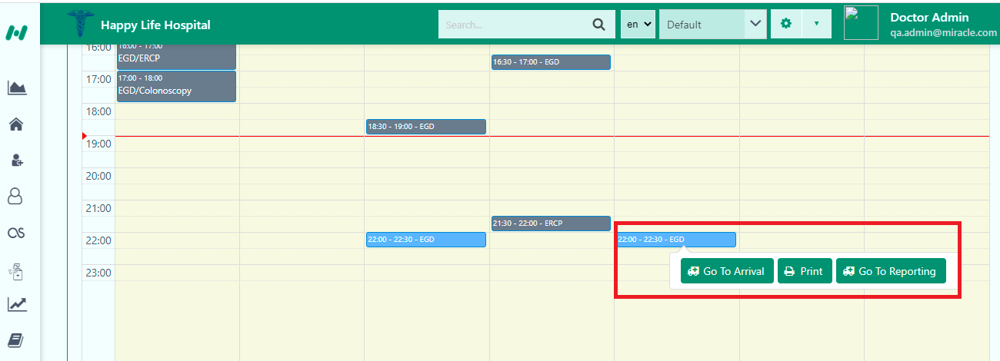 Happy Life Hospital
Search...
en
Default
Doctor Admin
qa.admin@miracle.com
16:00
16:00 - 17:00
EGD/ERCP
16:30 - 17:00 - EGD
17:00
17:00 - 18:00
EGD/Colonoscopy
18:00
18:30 - 19:00 - EGD
19:00
20:00
21:00
21:30 - 22:00 - ERCP
22:00
22:00 - 22:30 - EGD
22:00 - 22:30 - EGD
23:00
Go To Arrival
Print
Go To Reporting